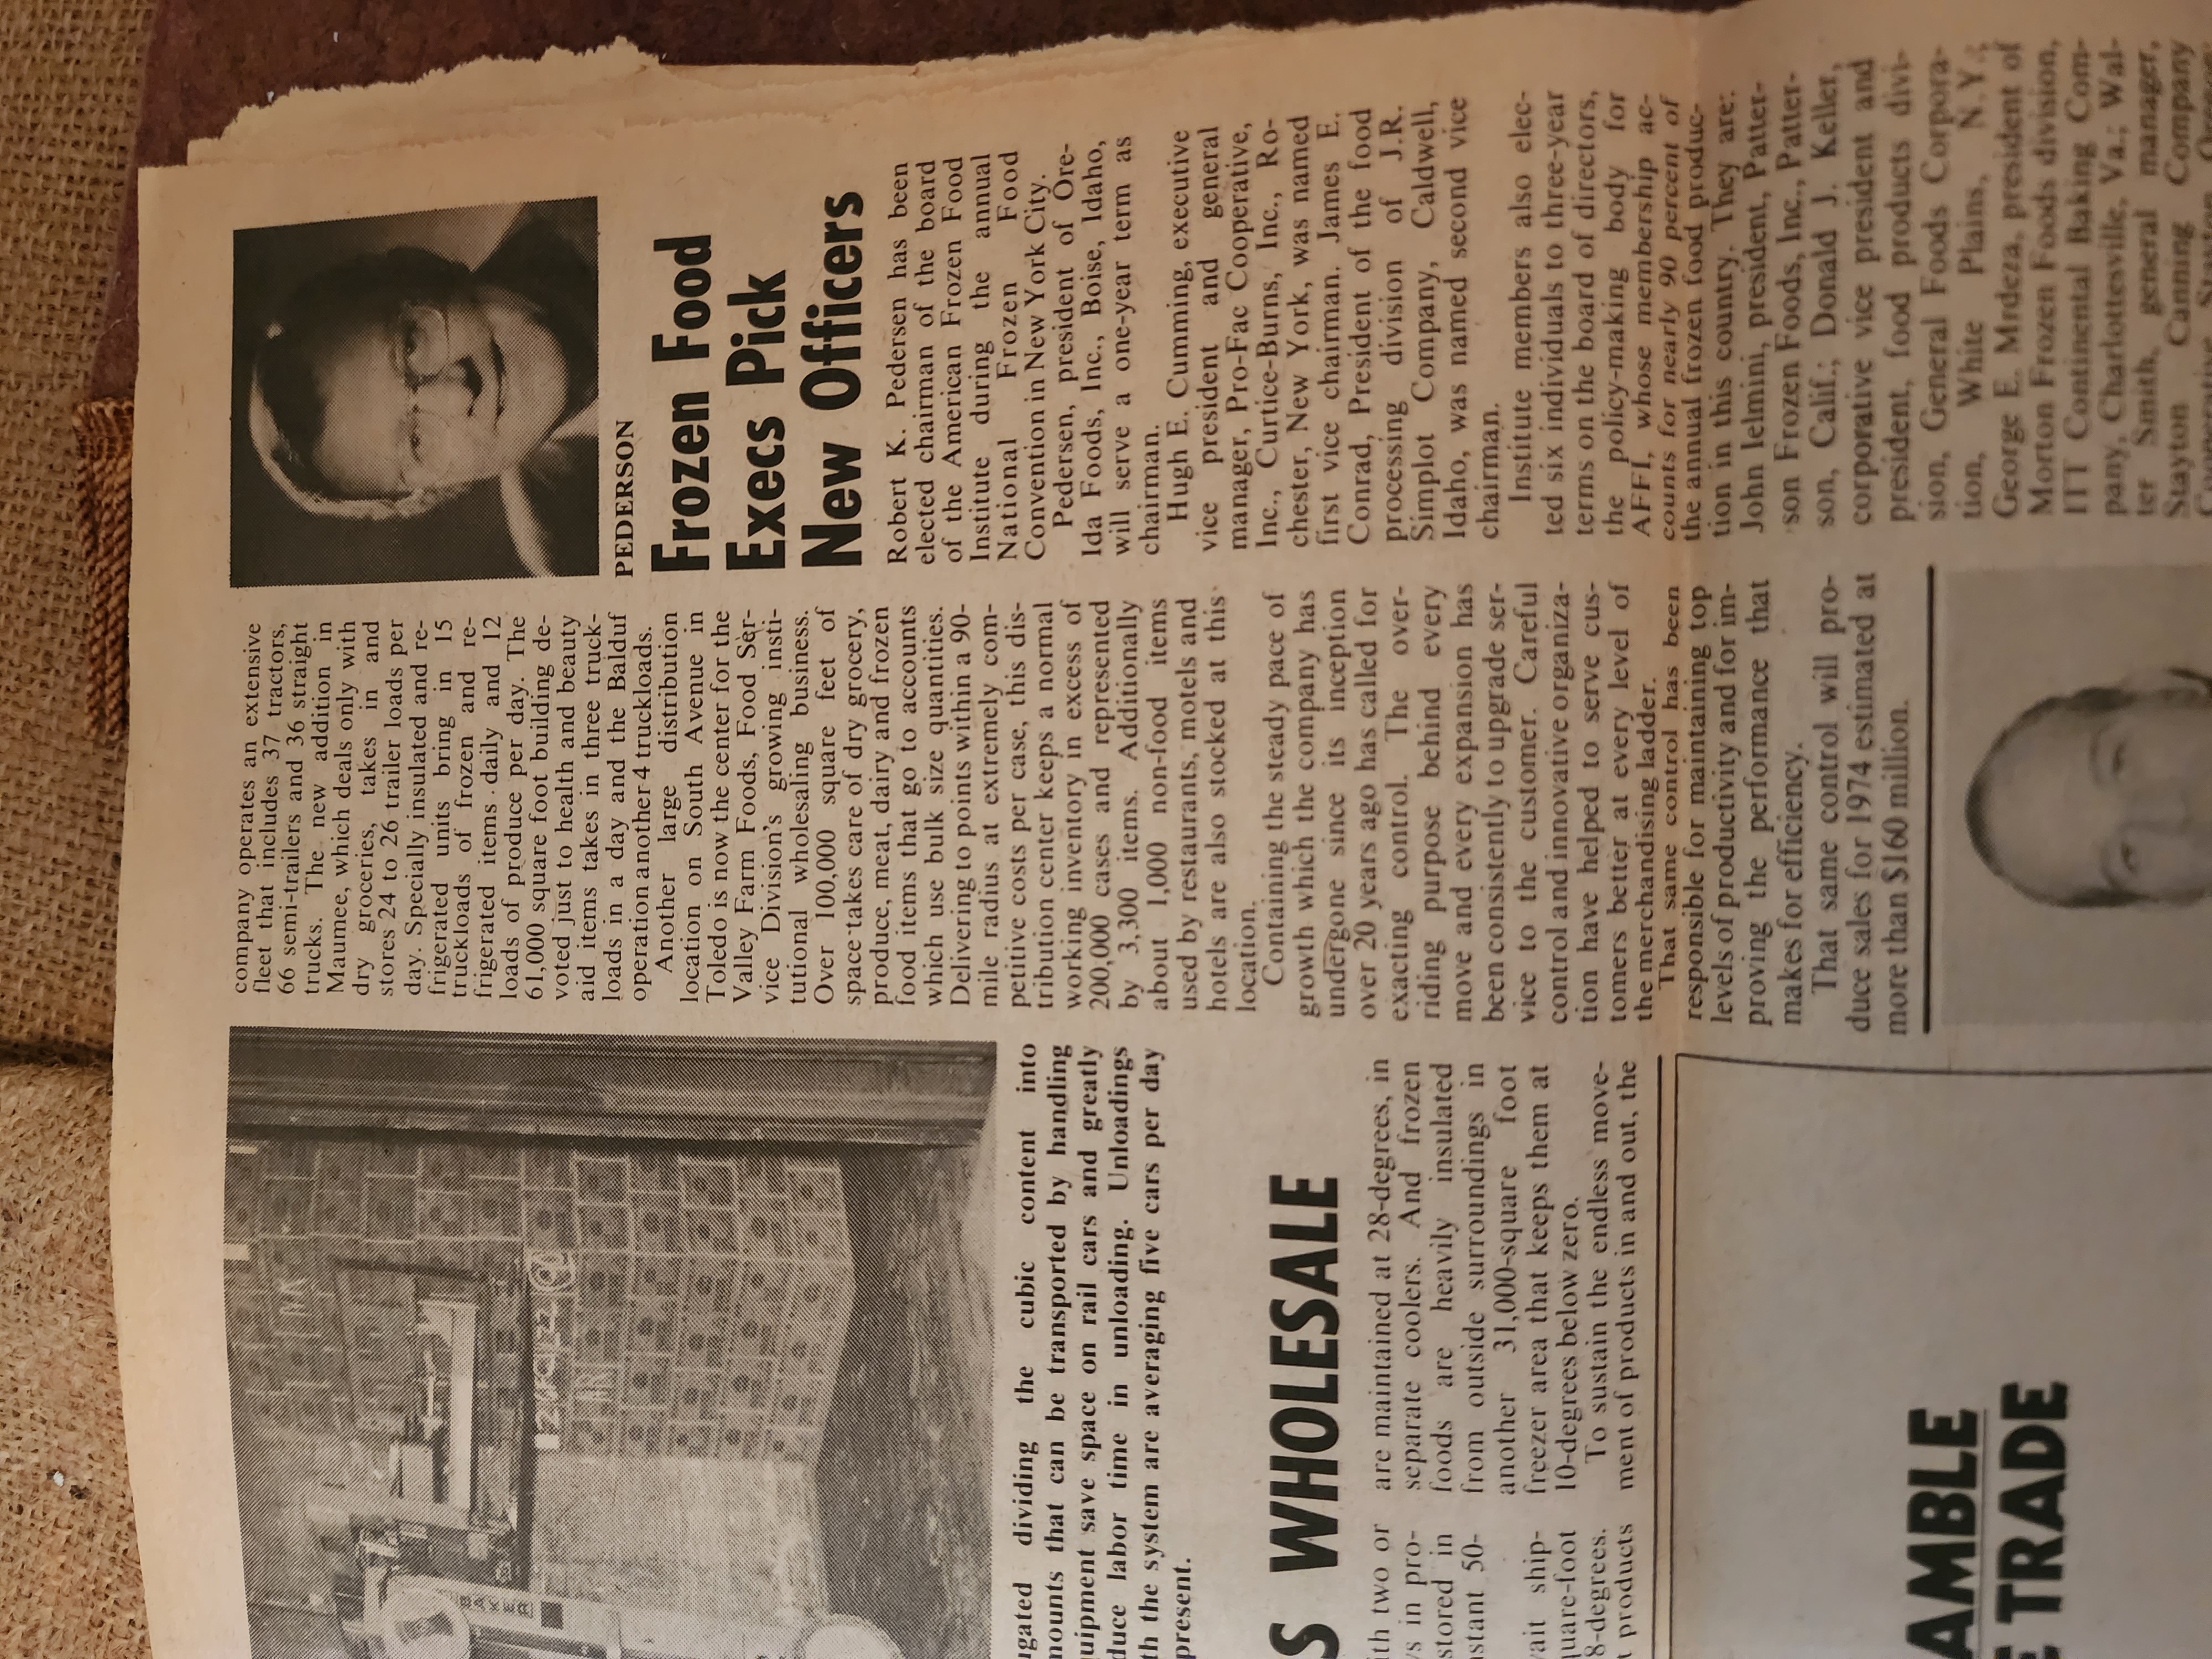 ugated dividing the cubic content into
mounts that can be transported by handling
uipment save space on rail cars and greatly
duce labor time in unloading. Unloadings
th the system are averaging five cars per day
present.
S WHOLESALE
ith two or
s in pro-
stored in
nstant 50-
vait ship-
quare-foot
8-degrees.
t products
are maintained at 28-degrees, in
separate coolers. And frozen
foods are heavily insulated
from outside surroundings in
another 31,000-square foot
freezer area that keeps them at
10-degrees below zero.
To sustain the endless move-
ment of products in and out, the
AMBLE
E TRADE
BAKER
company operates an extensive
fleet that includes 37 tractors,
66 semi-trailers and 36 straight
trucks. The new addition in
Maumee, which deals only with
dry groceries, takes in and
stores 24 to 26 trailer loads per
day. Specially insulated and re-
frigerated units bring in 15
truckloads of frozen and re-
frigerated items daily and 12
loads of produce per day. The
61,000 square foot building de-
voted just to health and beauty
aid items takes in three truck-
loads in a day and the Balduf
operation another 4 truckloads.
Another large distribution
location on South Avenue in
Toledo is now the center for the
Valley Farm Foods, Food Ser-
vice Division's growing insti-
tutional wholesaling business.
Over 100,000 square feet of
space takes care of dry grocery,
produce, meat, dairy and frozen
food items that go to accounts
which use bulk size quantities.
Delivering to points within a 90-
mile radius at extremely com-
petitive costs per case, this dis-
tribution center keeps a normal
working inventory in excess of
200,000 cases and represented
by 3,300 items. Additionally
about 1,000 non-food items
used by restaurants, motels and
hotels are also stocked at this
location.
Containing the steady pace of
growth which the company has
undergone since its inception
over 20 years ago has called for
exacting control. The over-
riding purpose behind every
move and every expansion has
been consistently to upgrade ser-
vice to the customer. Careful
control and innovative organiza-
tion have helped to serve cus-
tomers better at every level of
the merchandising ladder.
That same control has been
responsible for maintaining top
levels of productivity and for im-
proving the performance that
makes for efficiency.
That same control will pro-
duce sales for 1974 estimated at
more than $160 million.
PEDERSON
Frozen Food
Execs Pick
New Officers
Robert K. Pedersen has been
elected chairman of the board
of the American Frozen Food
Institute during the annual
National Frozen Food
Convention in New York City.
Pedersen, president of Ore-
Ida Foods, Inc., Boise, Idaho,
will serve a one-year term as
chairman.
Hugh E. Cumming, executive
vice president and general
manager, Pro-Fac Cooperative,
Inc., Curtice-Burns, Inc., Ro-
chester, New York, was named
first vice chairman. James E.
Conrad, President of the food
processing division of J.R.
Simplot Company, Caldwell,
Idaho, was named second vice
chairman.
Institute members also elec-
ted six individuals to three-year
terms on the board of directors,
the policy-making body for
AFFI, whose membership ac-
counts for nearly 90 percent of
the annual frozen food produc-
tion in this country. They are:
John Ielmini, president, Patter-
son Frozen Foods, Inc., Patter-
son, Calif.; Donald J. Keller,
corporative vice president and
president, food products divi-
sion, General Foods Corpora-
tion, White Plains, N.Y.;
George E. Mrdeza, president of
Morton Frozen Foods division,
ITT Continental Baking Com-
pany, Charlottesville, Va.; Wal-
ter Smith, general manager,
Stayton Canning Company